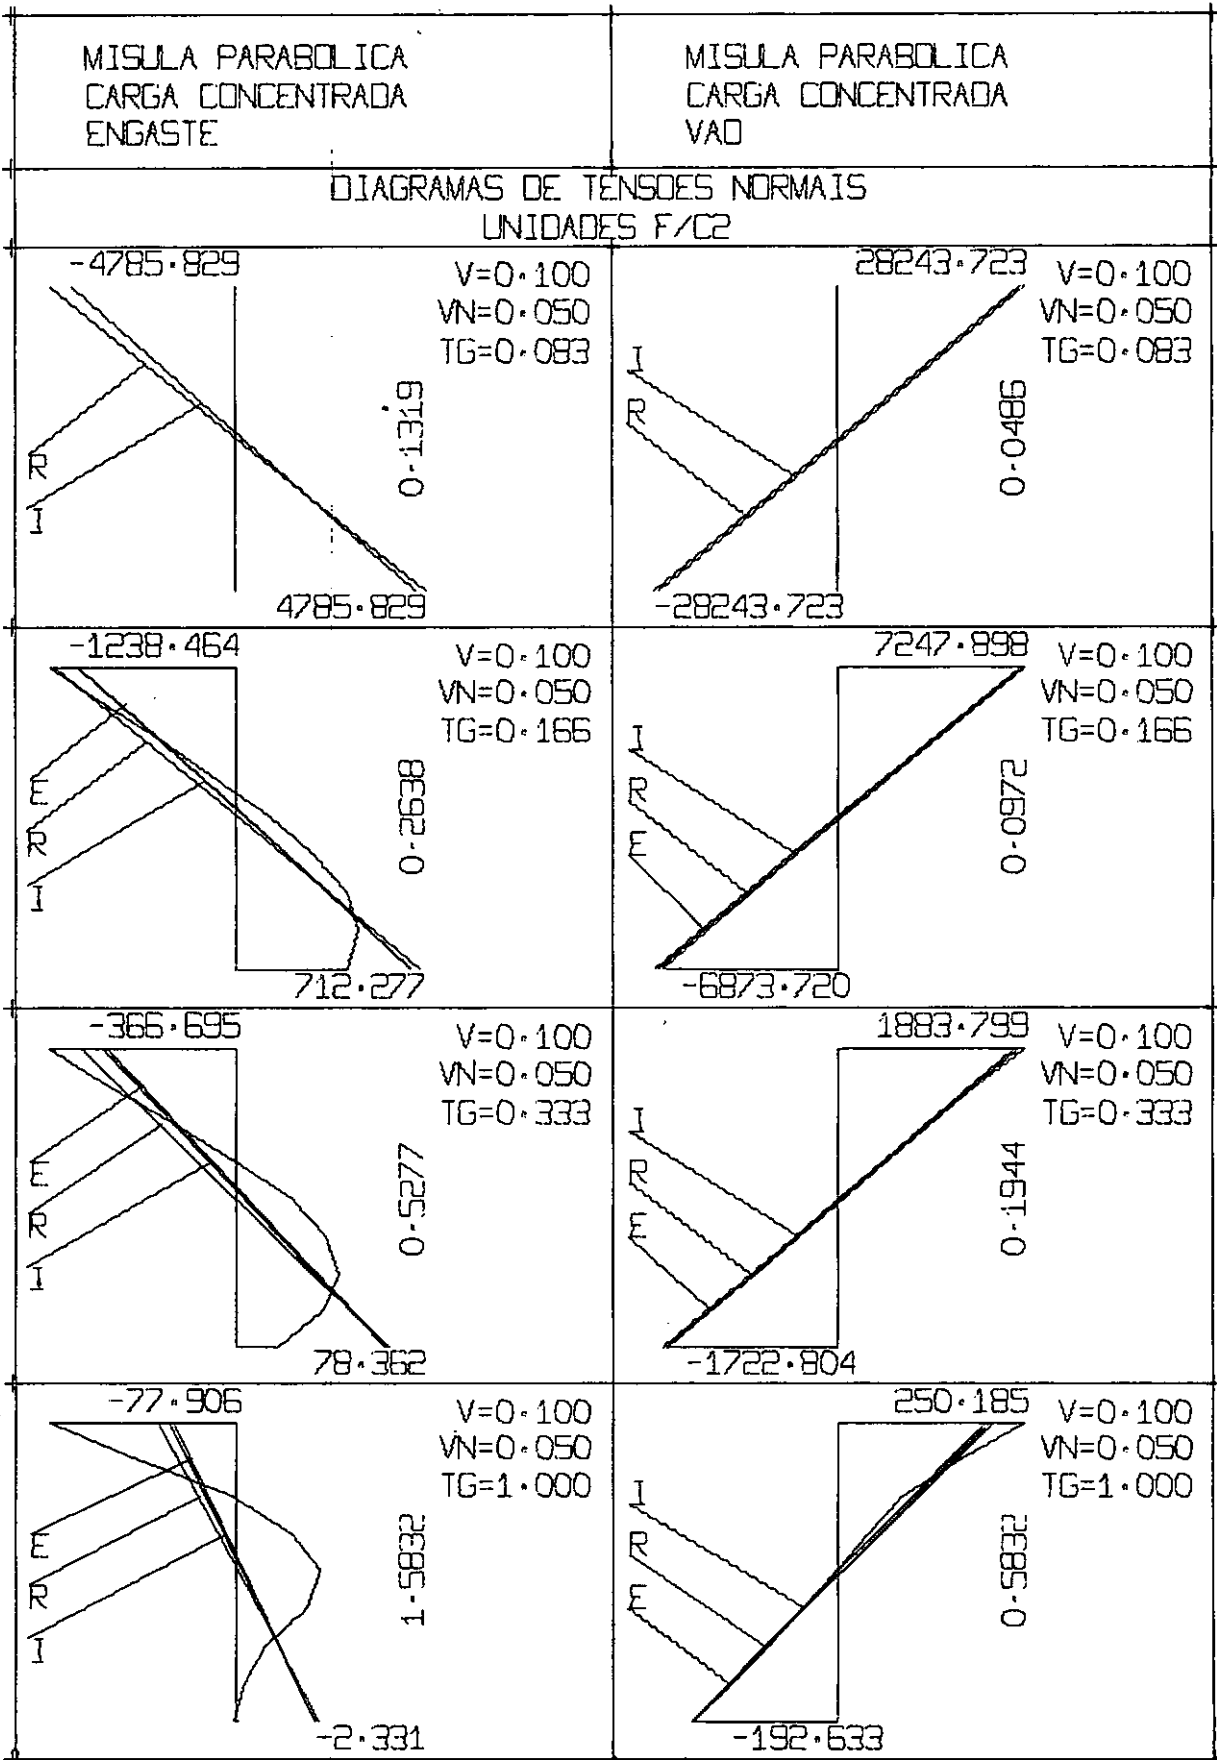 MISULA PARABOLICA
CARGA CONCENTRADA
ENGASTE
MISULA PARABOLICA
CARGA CONCENTRADA
VAO
DIAGRAMAS DE TENSOES NORMAIS
UNIDADES F/C2
-4785.829
V=0.100
VN=0.050
TG=0.083
0.1319
R
I
4785.829
28243.723
V=0.100
VN=0.050
TG=0.083
I
R
0.0486
-28243.723
-1238.464
V=0.100
VN=0.050
TG=0.166
E
R
I
0.2638
712.277
7247.898
V=0.100
VN=0.050
TG=0.166
I
R
E
0.0972
-6873.720
-366.695
V=0.100
VN=0.050
TG=0.333
E
R
I
0.5277
78.362
1883.799
V=0.100
VN=0.050
TG=0.333
I
R
E
0.1944
-1722.804
-77.906
V=0.100
VN=0.050
TG=1.000
E
R
I
1.5832
-2.331
250.185
V=0.100
VN=0.050
TG=1.000
I
R
E
0.5832
-192.633